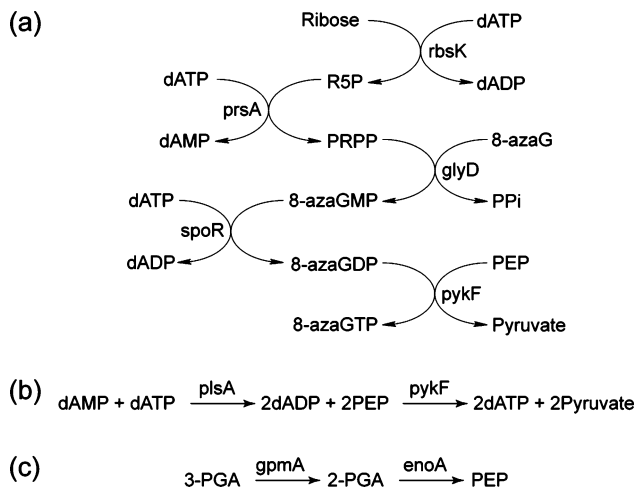 (a)
Ribose dATP
rbsK
dATP R5P dADP
prsA
dAMP PRPP 8-azaG
glyD
dATP 8-azaGMP PPi
spoR
dADP 8-azaGDP PEP
pykF
8-azaGTP Pyruvate
(b)
plsA pykF
dAMP + dATP 2dADP + 2PEP 2dATP + 2Pyruvate
(c)
gpmA enoA
3-PGA 2-PGA PEP